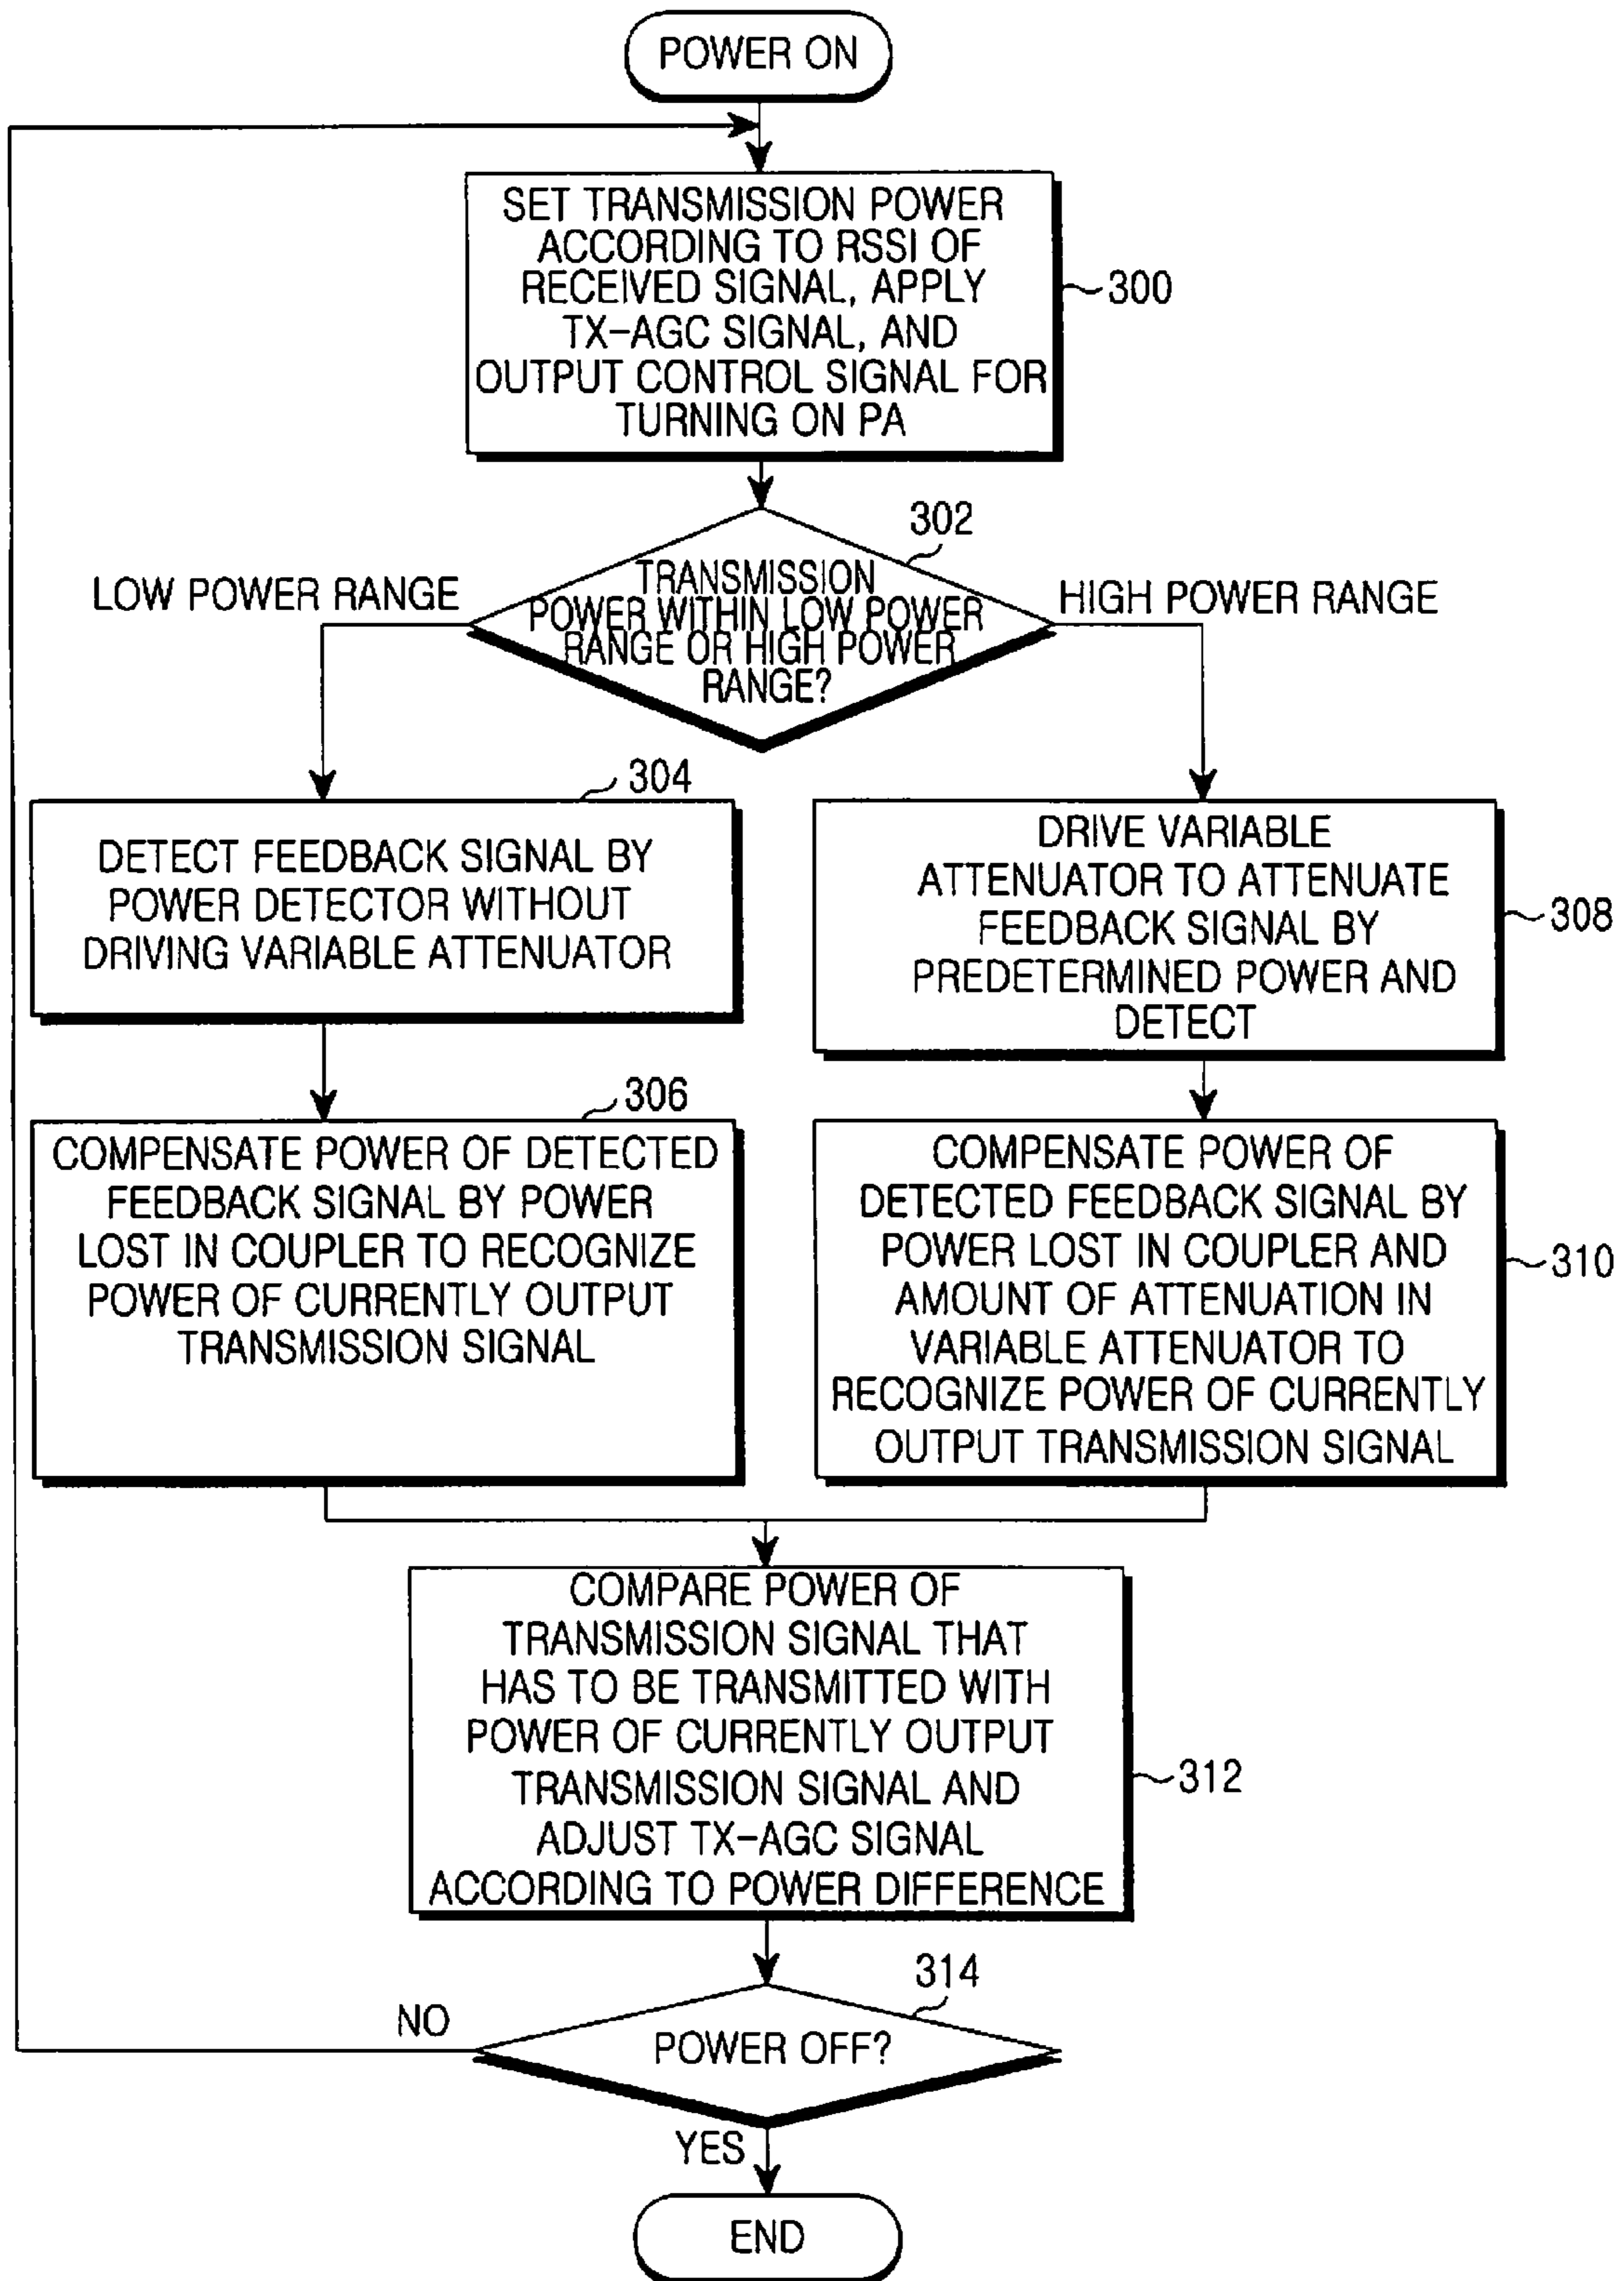 POWER ON
SET TRANSMISSION POWER
ACCORDING TO RSSI OF
RECEIVED SIGNAL, APPLY
TX-AGC SIGNAL, AND
OUTPUT CONTROL SIGNAL FOR
TURNING ON PA
300
302
TRANSMISSION
POWER WITHIN LOW POWER
RANGE OR HIGH POWER
RANGE?
LOW POWER RANGE
HIGH POWER RANGE
304
DETECT FEEDBACK SIGNAL BY
POWER DETECTOR WITHOUT
DRIVING VARIABLE ATTENUATOR
DRIVE VARIABLE
ATTENUATOR TO ATTENUATE
FEEDBACK SIGNAL BY
PREDETERMINED POWER AND
DETECT
308
306
COMPENSATE POWER OF DETECTED
FEEDBACK SIGNAL BY POWER
LOST IN COUPLER TO RECOGNIZE
POWER OF CURRENTLY OUTPUT
TRANSMISSION SIGNAL
COMPENSATE POWER OF
DETECTED FEEDBACK SIGNAL BY
POWER LOST IN COUPLER AND
AMOUNT OF ATTENUATION IN
VARIABLE ATTENUATOR TO
RECOGNIZE POWER OF CURRENTLY
OUTPUT TRANSMISSION SIGNAL
310
COMPARE POWER OF
TRANSMISSION SIGNAL THAT
HAS TO BE TRANSMITTED WITH
POWER OF CURRENTLY OUTPUT
TRANSMISSION SIGNAL AND
ADJUST TX-AGC SIGNAL
ACCORDING TO POWER DIFFERENCE
312
314
NO
POWER OFF?
YES
END